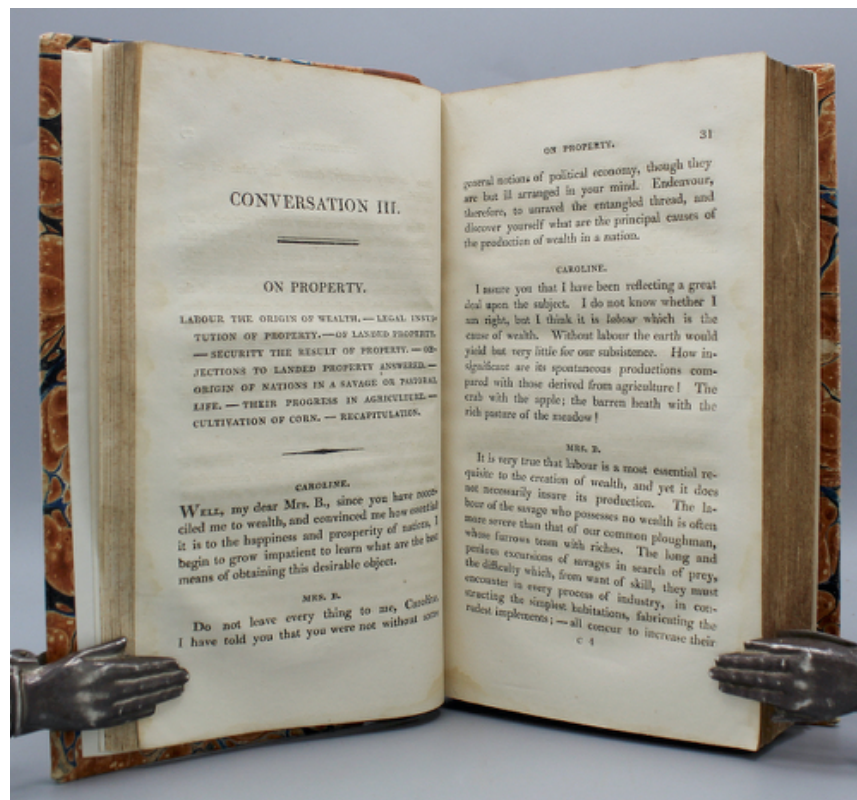 CONVERSATION III.
ON PROPERTY.
LABOUR THE ORIGIN OF WEALTH. — LEGAL INSTI-
TUTION OF PROPERTY. — OF LANDED PROPERTY.
— SECURITY THE RESULT OF PROPERTY. — OB-
JECTIONS TO LANDED PROPERTY ANSWERED. —
ORIGIN OF NATIONS IN A SAVAGE OR PASTORAL
LIFE. — THEIR PROGRESS IN AGRICULTURE. —
CULTIVATION OF CORN. — RECAPITULATION.
CAROLINE.
WELL, my dear Mrs. B., since you have recon-
ciled me to wealth, and convinced me how essential
it is to the happiness and prosperity of nations, I
begin to grow impatient to learn what are the best
means of obtaining this desirable object.
MRS. B.
Do not leave every thing to me, Caroline.
I have told you that you were not without some
ON PROPERTY. 31
general notions of political economy, though they
are but ill arranged in your mind. Endeavour,
therefore, to unravel the entangled thread, and
discover yourself what are the principal causes of
the production of wealth in a nation.
CAROLINE.
I assure you that I have been reflecting a great
deal upon the subject. I do not know whether I
am right, but I think it is labour which is the
cause of wealth. Without labour the earth would
yield but very little for our subsistence. How in-
significant are its spontaneous productions com-
pared with those derived from agriculture! The
crab with the apple; the barren heath with the
rich pasture of the meadow!
MRS. B.
It is very true that labour is a most essential re-
quisite to the creation of wealth, and yet it does
not necessarily insure its production. The la-
bour of the savage who possesses no wealth is often
more severe than that of our common ploughman,
whose furrows teem with riches. The long and
perilous excursions of savages in search of prey,
the difficulty which, from want of skill, they must
encounter in every process of industry, in con-
structing the simplest habitations, fabricating the
rudest implements; — all concur to increase their
C 4